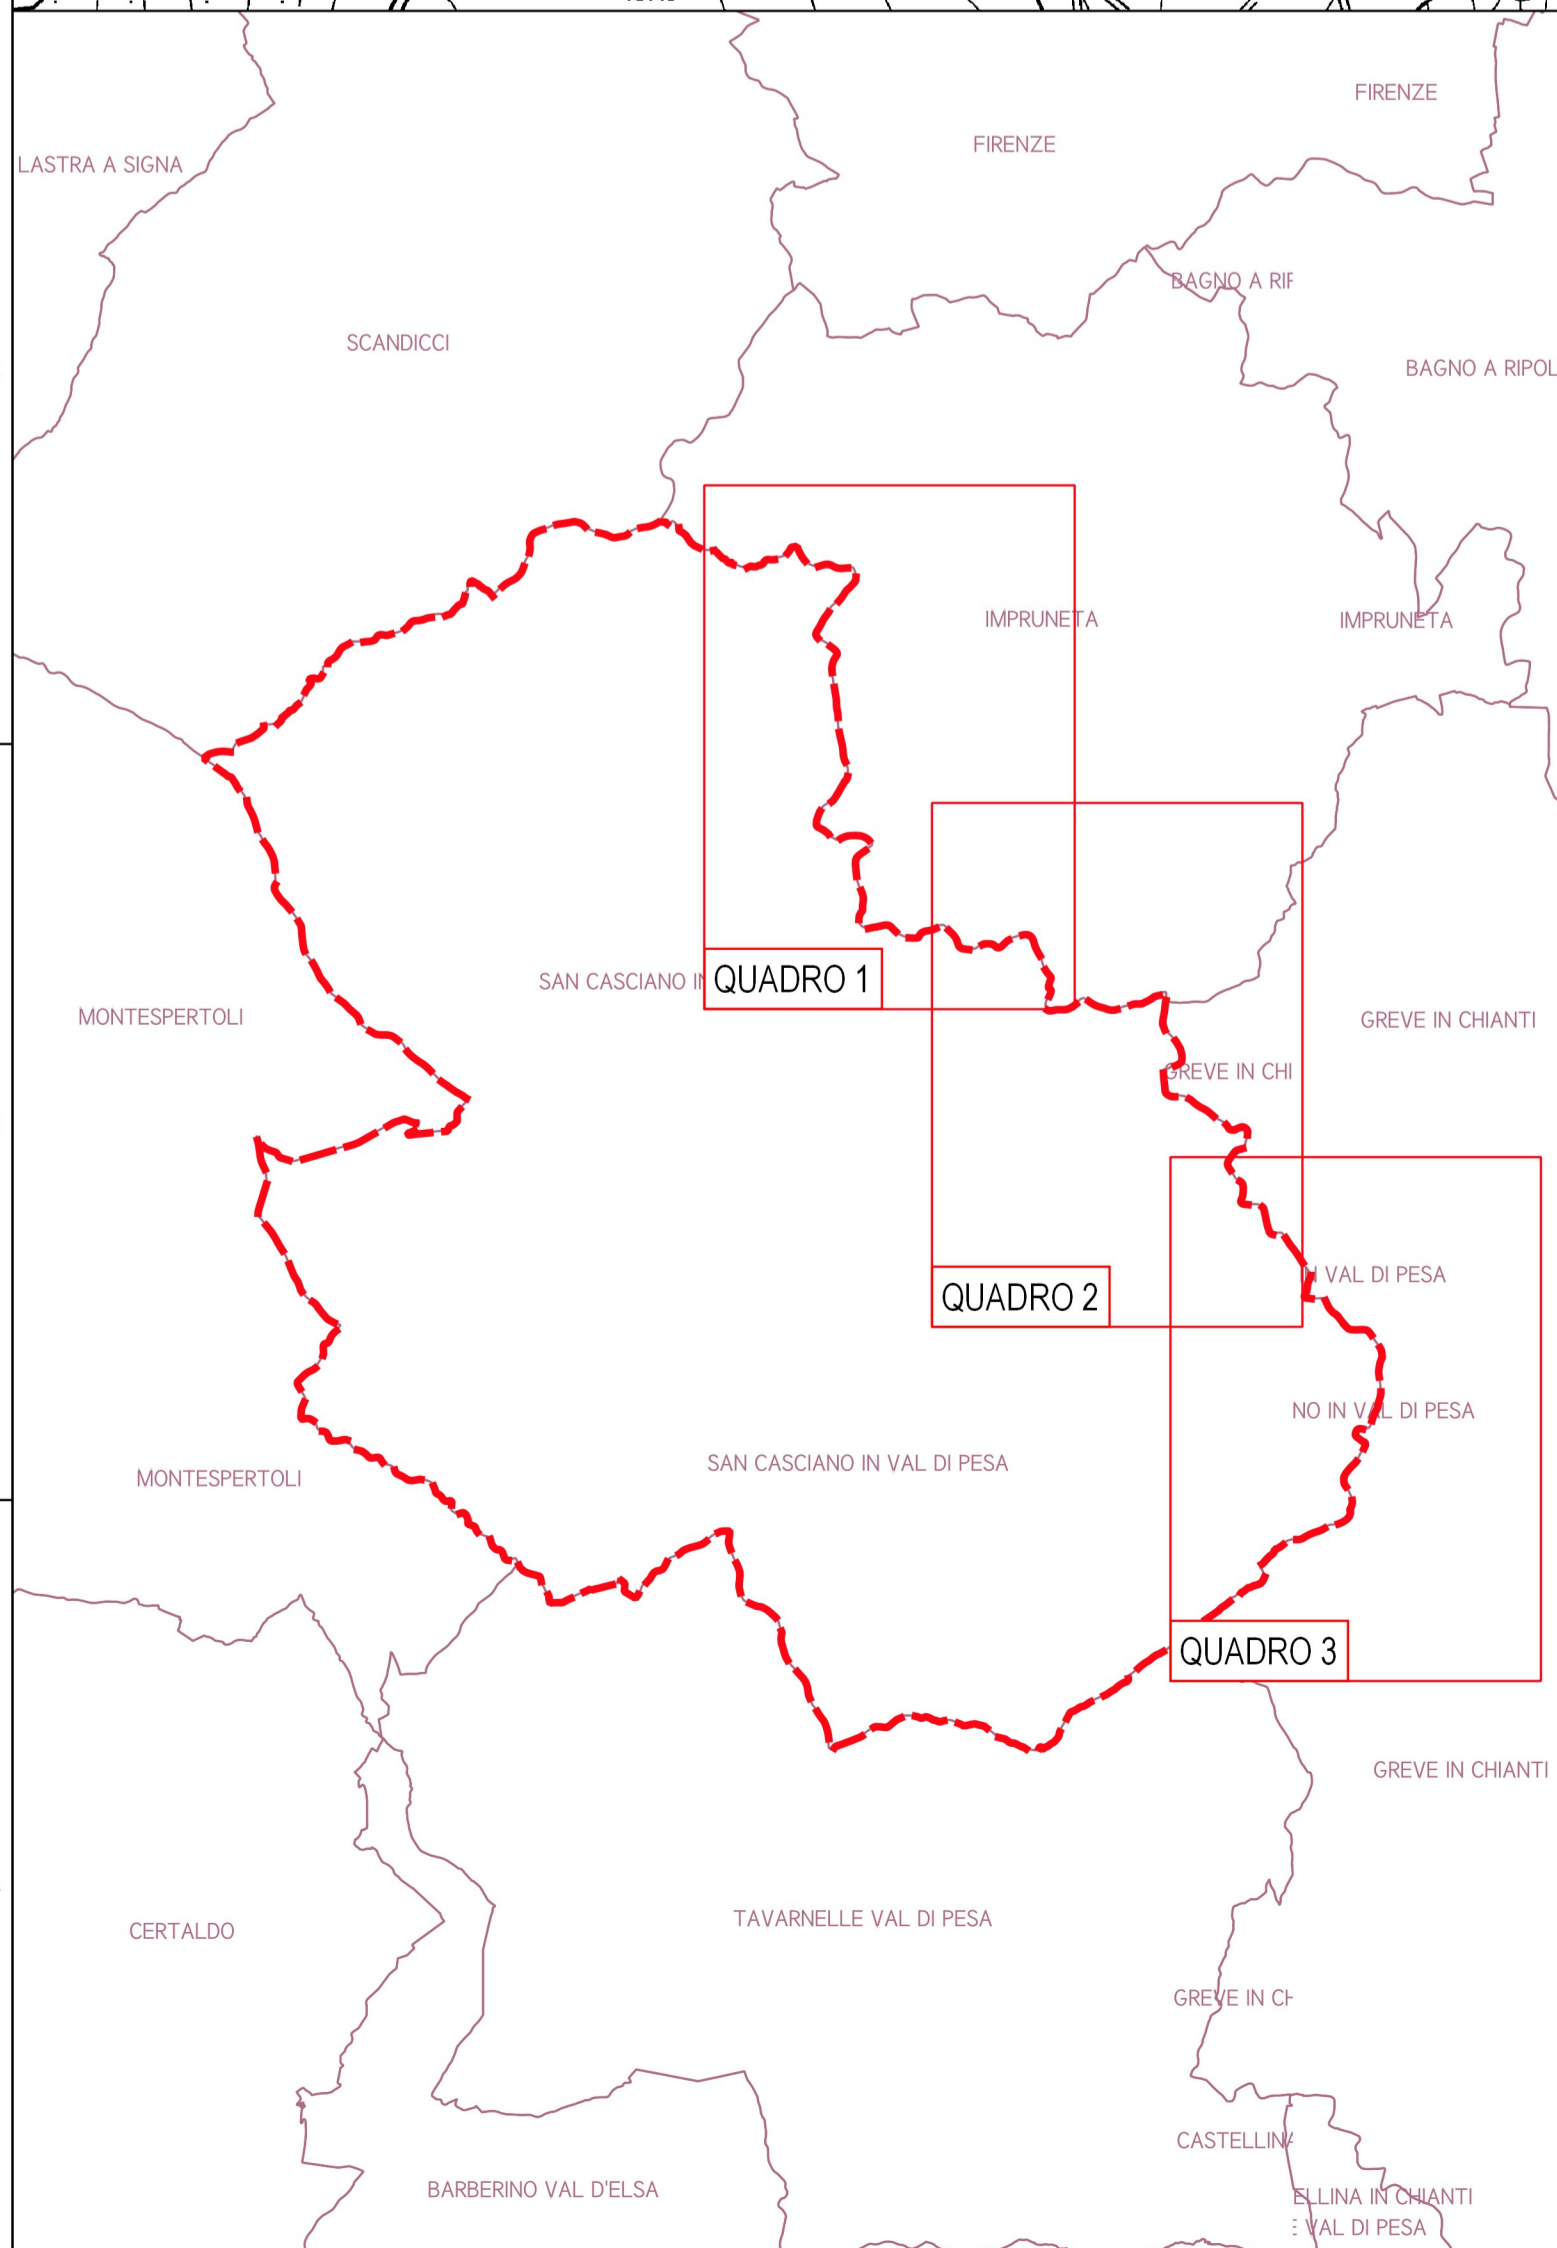 FIRENZE
FIRENZE
LASTRA A SIGNA
BAGNO A RIF
SCANDICCI
BAGNO A RIPOL
IMPRUNETA
IMPRUNETA
SAN CASCIANO IN
QUADRO 1
MONTESPERTOLI
GREVE IN CHIANTI
GREVE IN CHI
IN VAL DI PESA
QUADRO 2
NO IN VAL DI PESA
SAN CASCIANO IN VAL DI PESA
MONTESPERTOLI
QUADRO 3
GREVE IN CHIANTI
TAVARNELLE VAL DI PESA
CERTALDO
GREVE IN CH
CASTELLINA
BARBERINO VAL D'ELSA
ELLINA IN CHIANTI
E VAL DI PESA